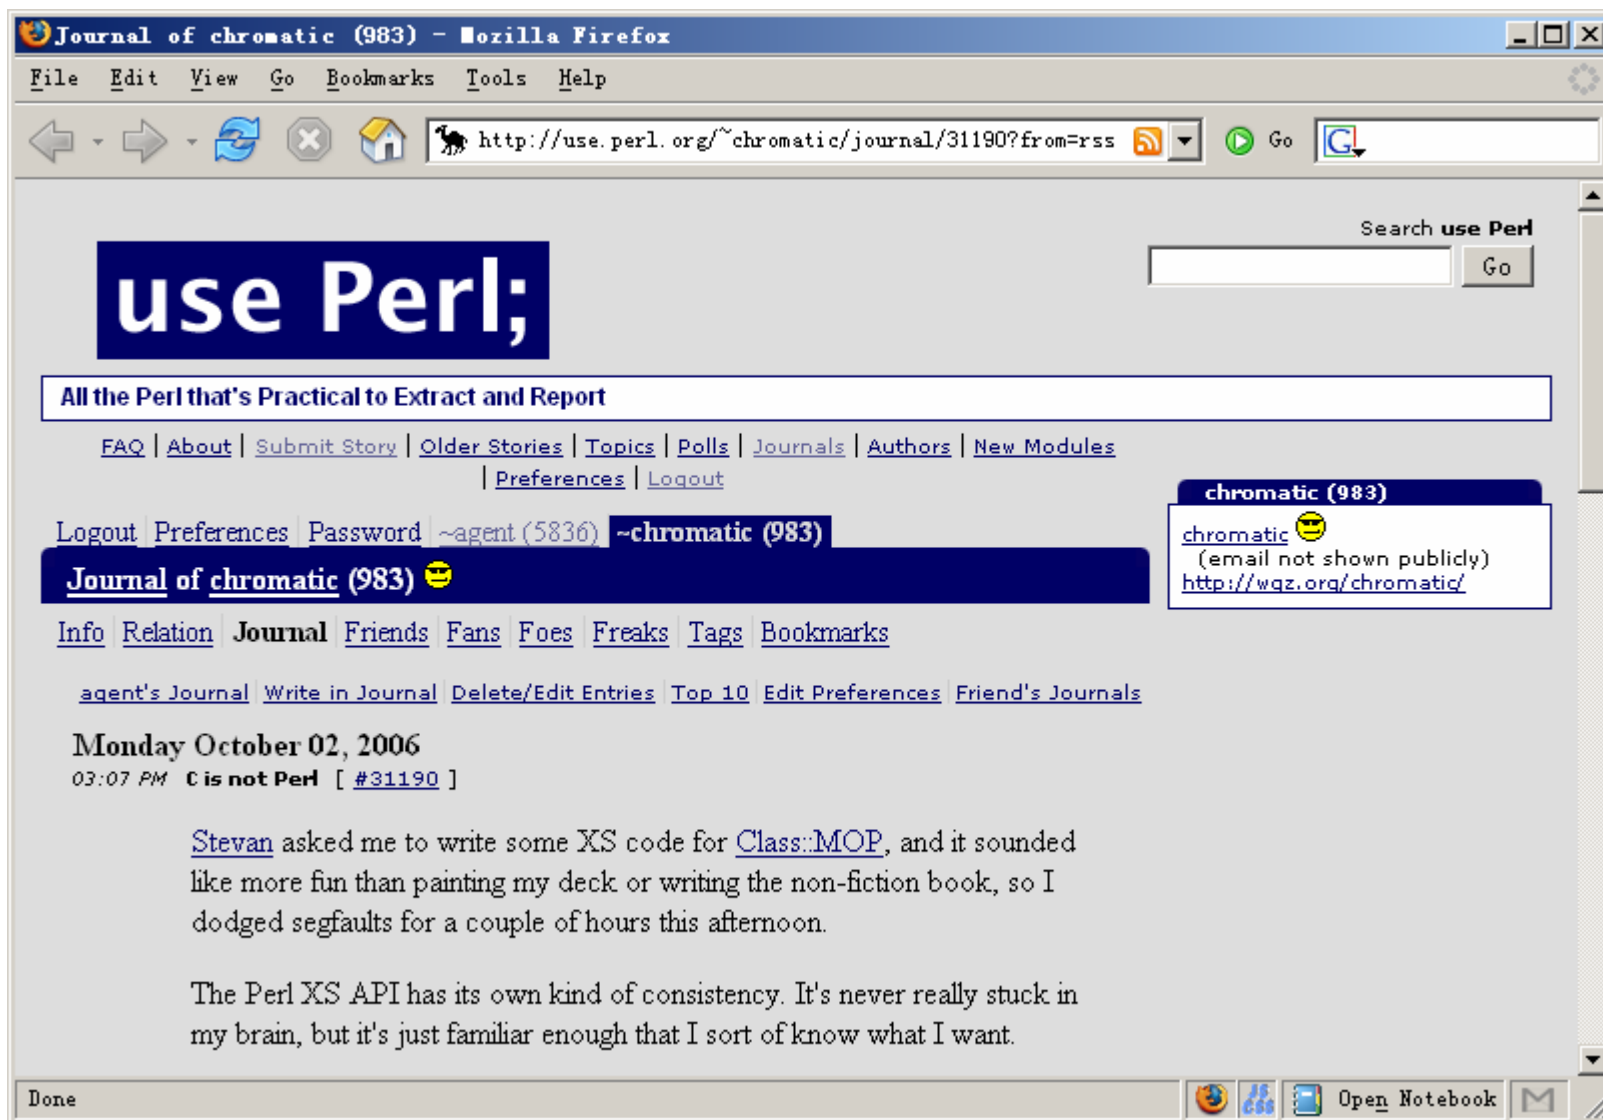 Journal of chromatic (983) - Mozilla Firefox
File Edit View Go Bookmarks Tools Help
http://use.perl.org/~chromatic/journal/31190?from=rss Go G
Search use Perl
Go
use Perl;
All the Perl that's Practical to Extract and Report
FAQ | About | Submit Story | Older Stories | Topics | Polls | Journals | Authors | New Modules
| Preferences | Logout
chromatic (983)
Logout Preferences Password ~agent (5836) ~chromatic (983)
chromatic
(email not shown publicly)
http://wgz.org/chromatic/
Journal of chromatic (983)
Info Relation Journal Friends Fans Foes Freaks Tags Bookmarks
agent's Journal Write in Journal Delete/Edit Entries Top 10 Edit Preferences Friend's Journals
Monday October 02, 2006
03:07 PM C is not Perl [ #31190 ]
Stevan asked me to write some XS code for Class::MOP, and it sounded
like more fun than painting my deck or writing the non-fiction book, so I
dodged segfaults for a couple of hours this afternoon.
The Perl XS API has its own kind of consistency. It's never really stuck in
my brain, but it's just familiar enough that I sort of know what I want.
Done JS CSS Open Notebook